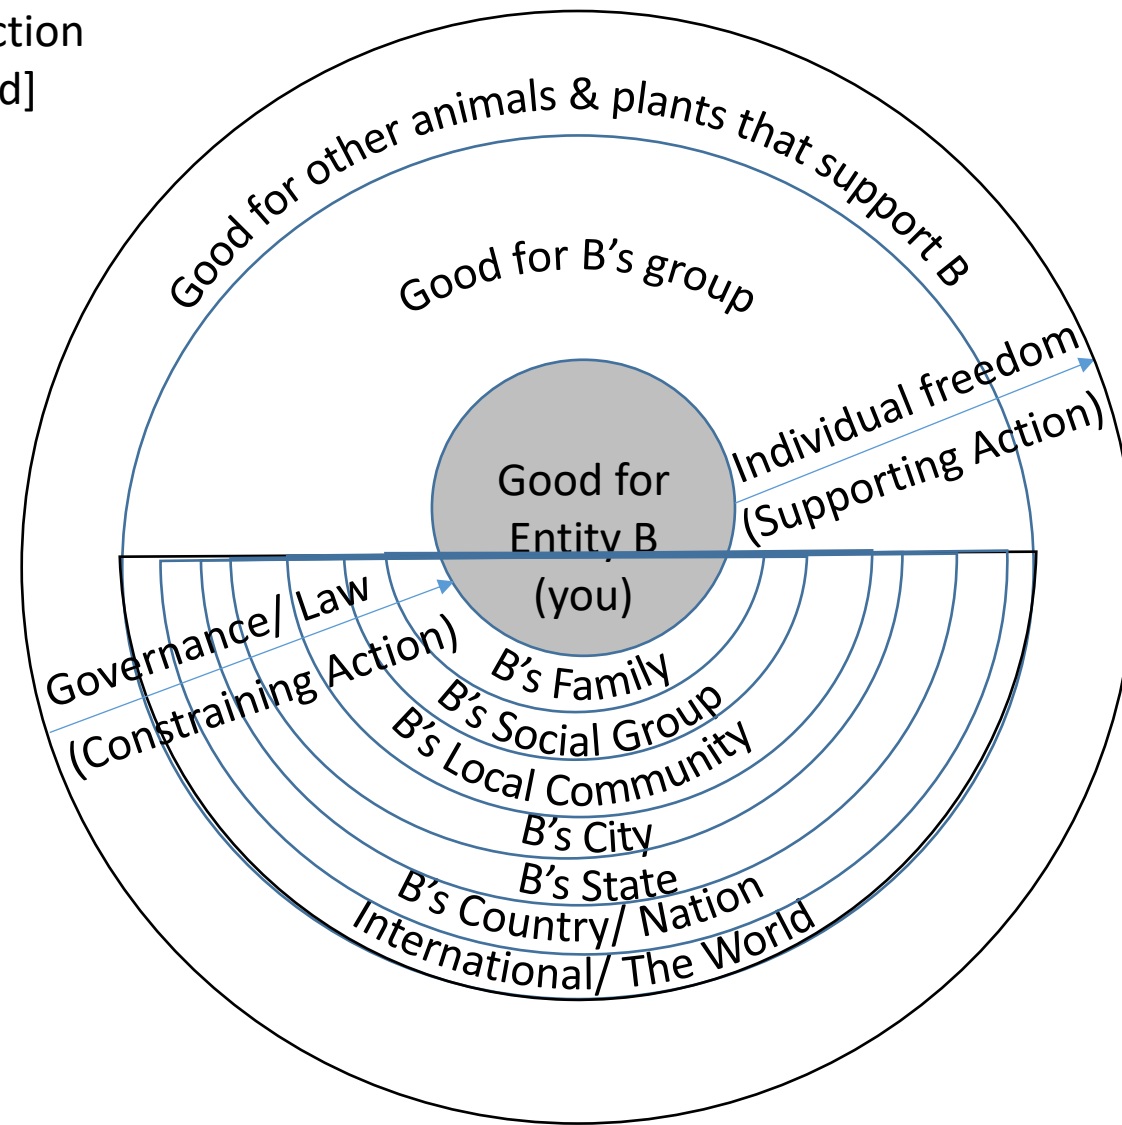 ction
d]
Good for other animals & plants that support B
Good for B’s group
Individual freedom
(Supporting Action)
Good for
Entity B
(you)
Governance/ Law
(Constraining Action)
B’s Family
B’s Social Group
B’s Local Community
B’s City
B’s State
B’s Country/ Nation
International/ The World